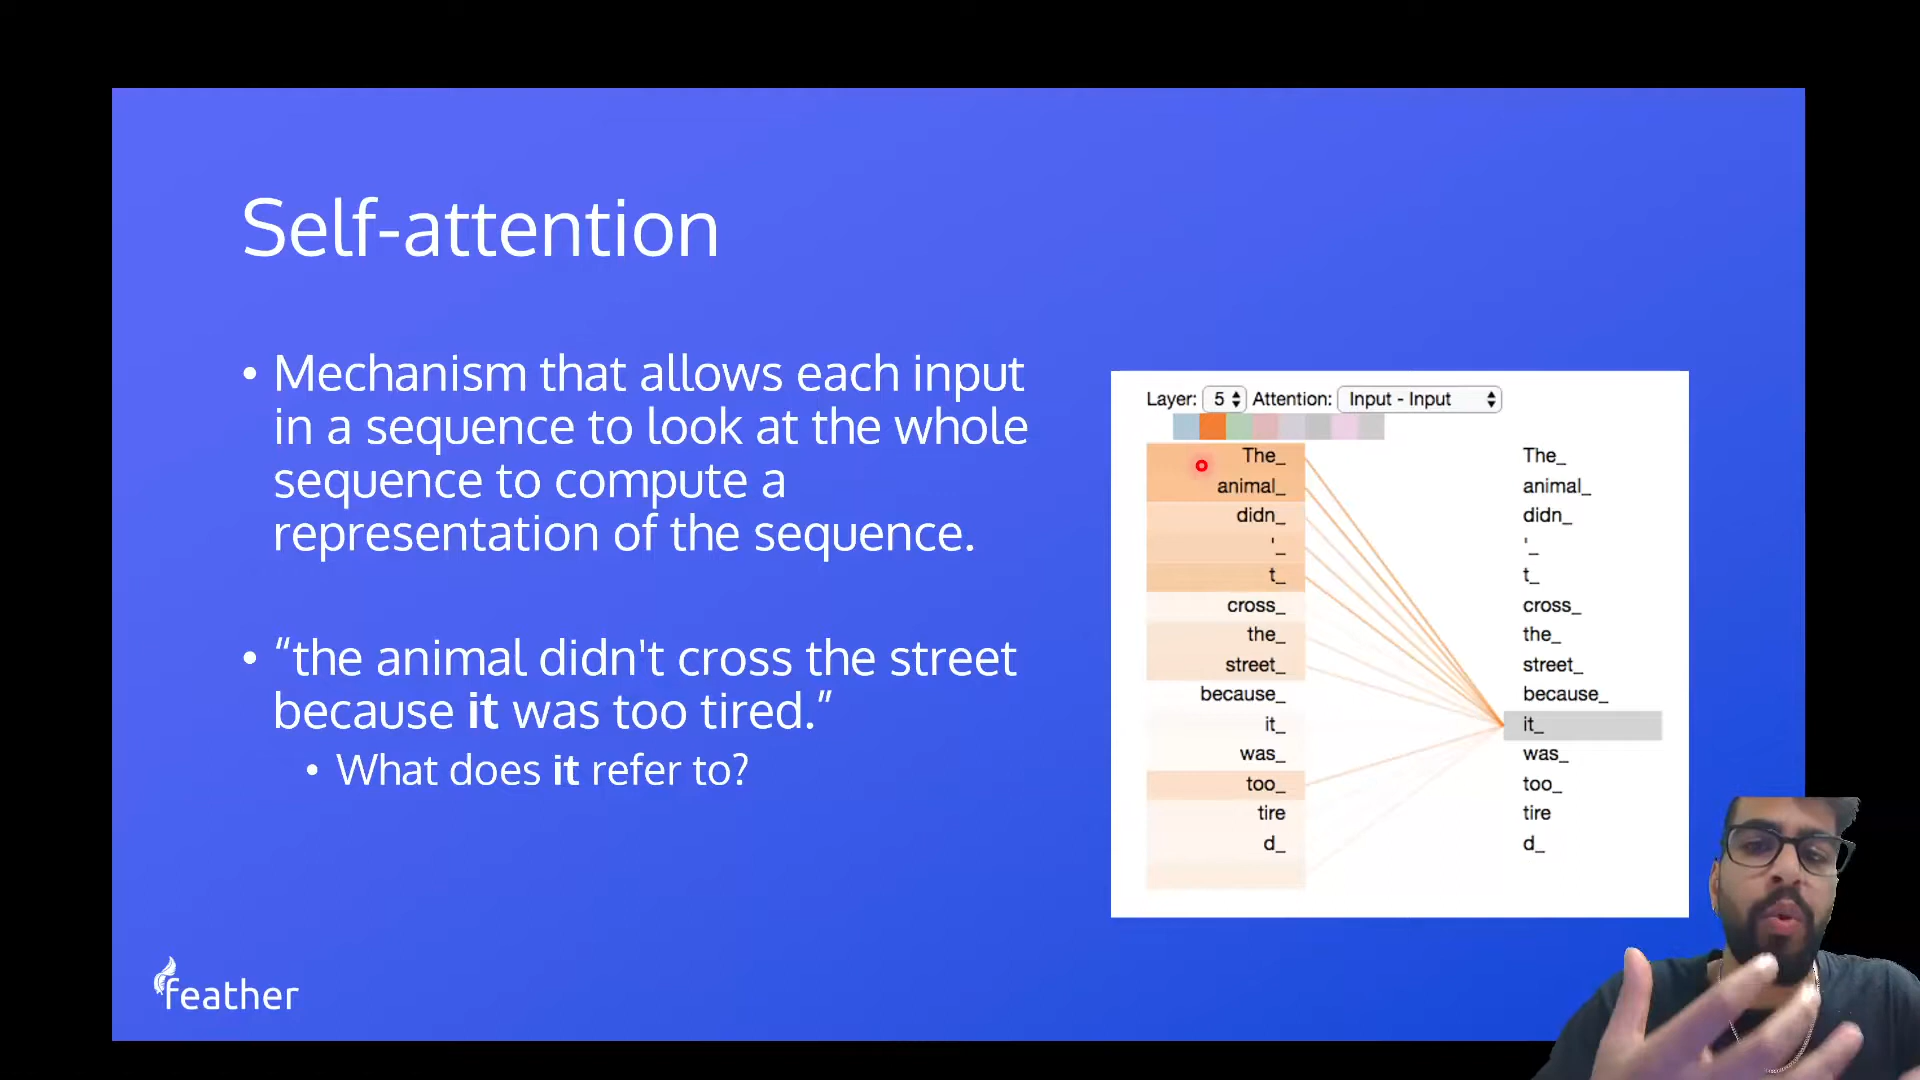 Self-attention
• Mechanism that allows each input
in a sequence to look at the whole
sequence to compute a
representation of the sequence.
• “the animal didn't cross the street
because it was too tired.”
• What does it refer to?
feather
Layer: 5 Attention: Input - Input
The_ The_
animal_ animal_
didn_ didn_
'_ '_
t_ t_
cross_ cross_
the_ the_
street_ street_
because_ because_
it_ it_
was_ was_
too_ too_
tire tire
d_ d_